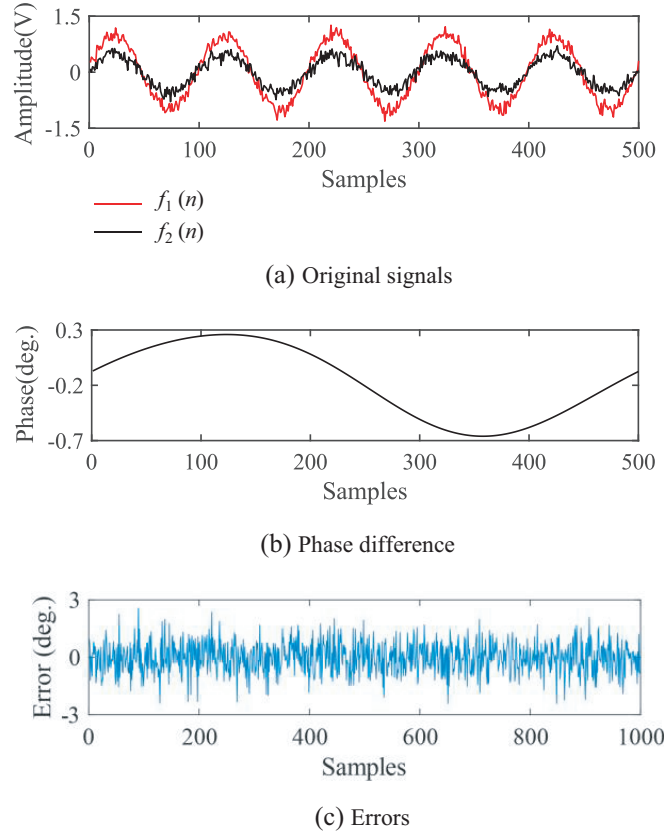 Amplitude(V)
1.5
0
-1.5
0 100 200 300 400 500
Samples
f₁ (n)
f₂ (n)
(a) Original signals
Phase(deg.)
0.3
-0.2
-0.7
0 100 200 300 400 500
Samples
(b) Phase difference
Error (deg.)
3
0
-3
0 200 400 600 800 1000
Samples
(c) Errors